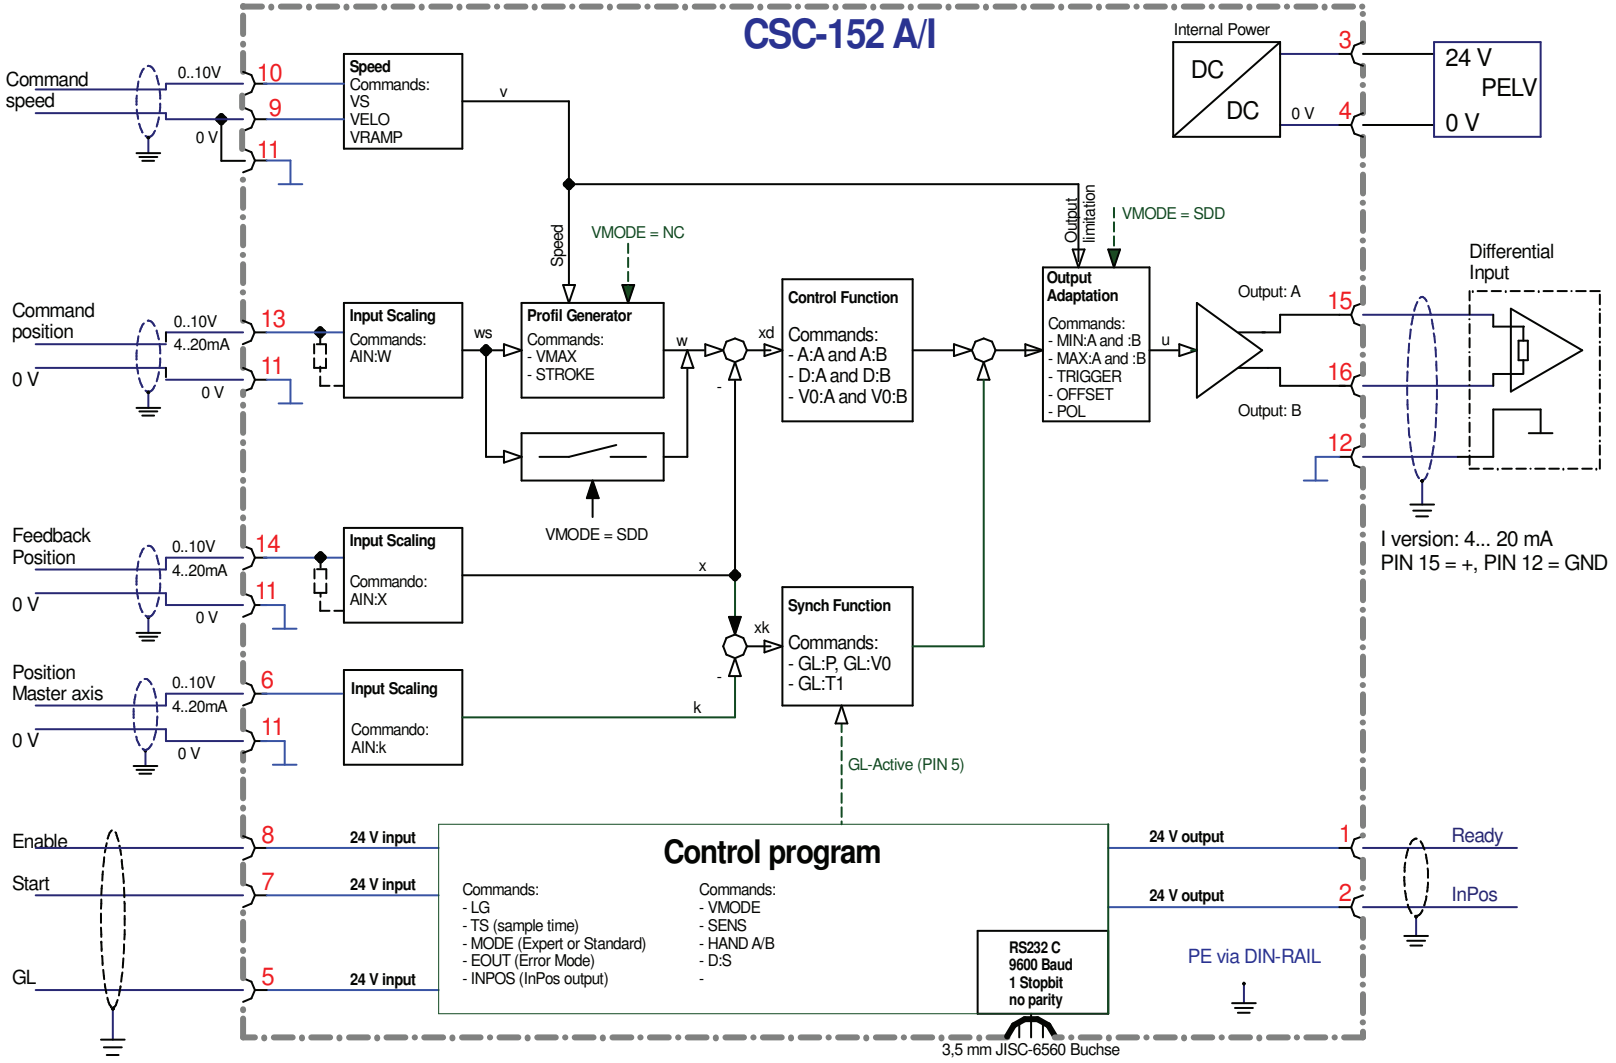 CSC-152 A/I
Internal Power
DC
DC
3
4
0 V
24 V
PELV
0 V
Command
speed
0..10V
0 V
10
9
11
Speed
Commands:
VS
VELO
VRAMP
v
Speed
VMODE = NC
Output
limitation
VMODE = SDD
Command
position
0 V
0..10V
4..20mA
0 V
13
11
Input Scaling
Commands:
AIN:W
ws
Profil Generator
Commands:
- VMAX
- STROKE
w
-
xd
VMODE = SDD
Control Function
Commands:
- A:A and A:B
- D:A and D:B
- V0:A and V0:B
Output
Adaptation
Commands:
- MIN:A and :B
- MAX:A and :B
- TRIGGER
- OFFSET
- POL
u
Output: A
Output: B
15
16
12
Differential
Input
I version: 4... 20 mA
PIN 15 = +, PIN 12 = GND
Feedback
Position
0 V
0..10V
4..20mA
0 V
14
11
Input Scaling
Commando:
AIN:X
x
xk
-
Synch Function
Commands:
- GL:P, GL:V0
- GL:T1
Position
Master axis
0 V
0..10V
4..20mA
0 V
6
11
Input Scaling
Commando:
AIN:k
k
GL-Active (PIN 5)
Enable
8
24 V input
Start
7
24 V input
GL
5
24 V input
Control program
Commands:
- LG
- TS (sample time)
- MODE (Expert or Standard)
- EOUT (Error Mode)
- INPOS (InPos output)
Commands:
- VMODE
- SENS
- HAND A/B
- D:S
-
24 V output
1
Ready
24 V output
2
InPos
RS232 C
9600 Baud
1 Stopbit
no parity
PE via DIN-RAIL
3,5 mm JISC-6560 Buchse